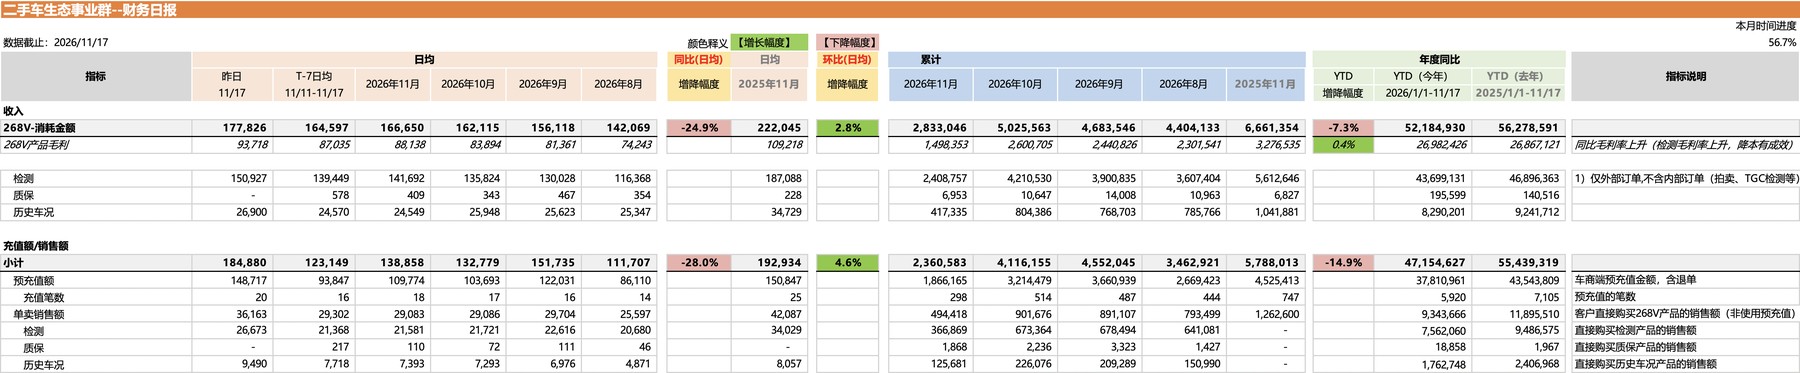 二手车生态事业群--财务日报
本月时间进度
数据截止：2026/11/17 颜色释义 【增长幅度】 【下降幅度】 56.7%
指标 日均 同比(日均) 日均 环比(日均) 累计 年度同比 指标说明
昨日 T-7日均 2026年11月 2026年10月 2026年9月 2026年8月 增降幅度 2025年11月 增降幅度 2026年11月 2026年10月 2026年9月 2026年8月 2025年11月 YTD YTD（今年） YTD（去年）
11/17 11/11-11/17 增降幅度 2026/1/1-11/17 2025/1/1-11/17
收入
268V-消耗金额 177,826 164,597 166,650 162,115 156,118 142,069 -24.9% 222,045 2.8% 2,833,046 5,025,563 4,683,546 4,404,133 6,661,354 -7.3% 52,184,930 56,278,591
268V产品毛利 93,718 87,035 88,138 83,894 81,361 74,243 109,218 1,498,353 2,600,705 2,440,826 2,301,541 3,276,535 0.4% 26,982,426 26,867,121 同比毛利率上升（检测毛利率上升，降本有成效）
检测 150,927 139,449 141,692 135,824 130,028 116,368 187,088 2,408,757 4,210,530 3,900,835 3,607,404 5,612,646 43,699,131 46,896,363 1）仅外部订单,不含内部订单（拍卖、TGC检测等）
质保 - 578 409 343 467 354 228 6,953 10,647 14,008 10,963 6,827 195,599 140,516
历史车况 26,900 24,570 24,549 25,948 25,623 25,347 34,729 417,335 804,386 768,703 785,766 1,041,881 8,290,201 9,241,712
充值额/销售额
小计 184,880 123,149 138,858 132,779 151,735 111,707 -28.0% 192,934 4.6% 2,360,583 4,116,155 4,552,045 3,462,921 5,788,013 -14.9% 47,154,627 55,439,319
预充值额 148,717 93,847 109,774 103,693 122,031 86,110 150,847 1,866,165 3,214,479 3,660,939 2,669,423 4,525,413 37,810,961 43,543,809 车商端预充值金额，含退单
充值笔数 20 16 18 17 16 14 25 298 514 487 444 747 5,920 7,105 预充值的笔数
单卖销售额 36,163 29,302 29,083 29,086 29,704 25,597 42,087 494,418 901,676 891,107 793,499 1,262,600 9,343,666 11,895,510 客户直接购买268V产品的销售额（非使用预充值）
检测 26,673 21,368 21,581 21,721 22,616 20,680 34,029 366,869 673,364 678,494 641,081 - 7,562,060 9,486,575 直接购买检测产品的销售额
质保 - 217 110 72 111 46 - 1,868 2,236 3,323 1,427 - 18,858 1,967 直接购买质保产品的销售额
历史车况 9,490 7,718 7,393 7,293 6,976 4,871 8,057 125,681 226,076 209,289 150,990 - 1,762,748 2,406,968 直接购买历史车况产品的销售额